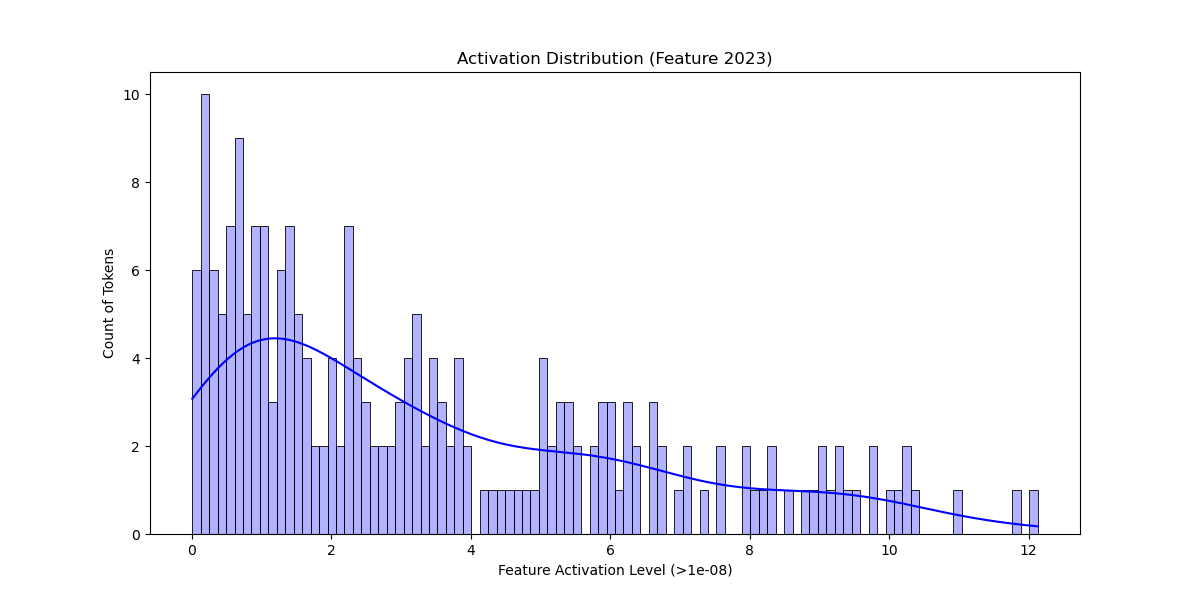 Activation Distribution (Feature 2023)
10
8
6
4
2
0
Count of Tokens
0 2 4 6 8 10 12
Feature Activation Level (>1e-08)